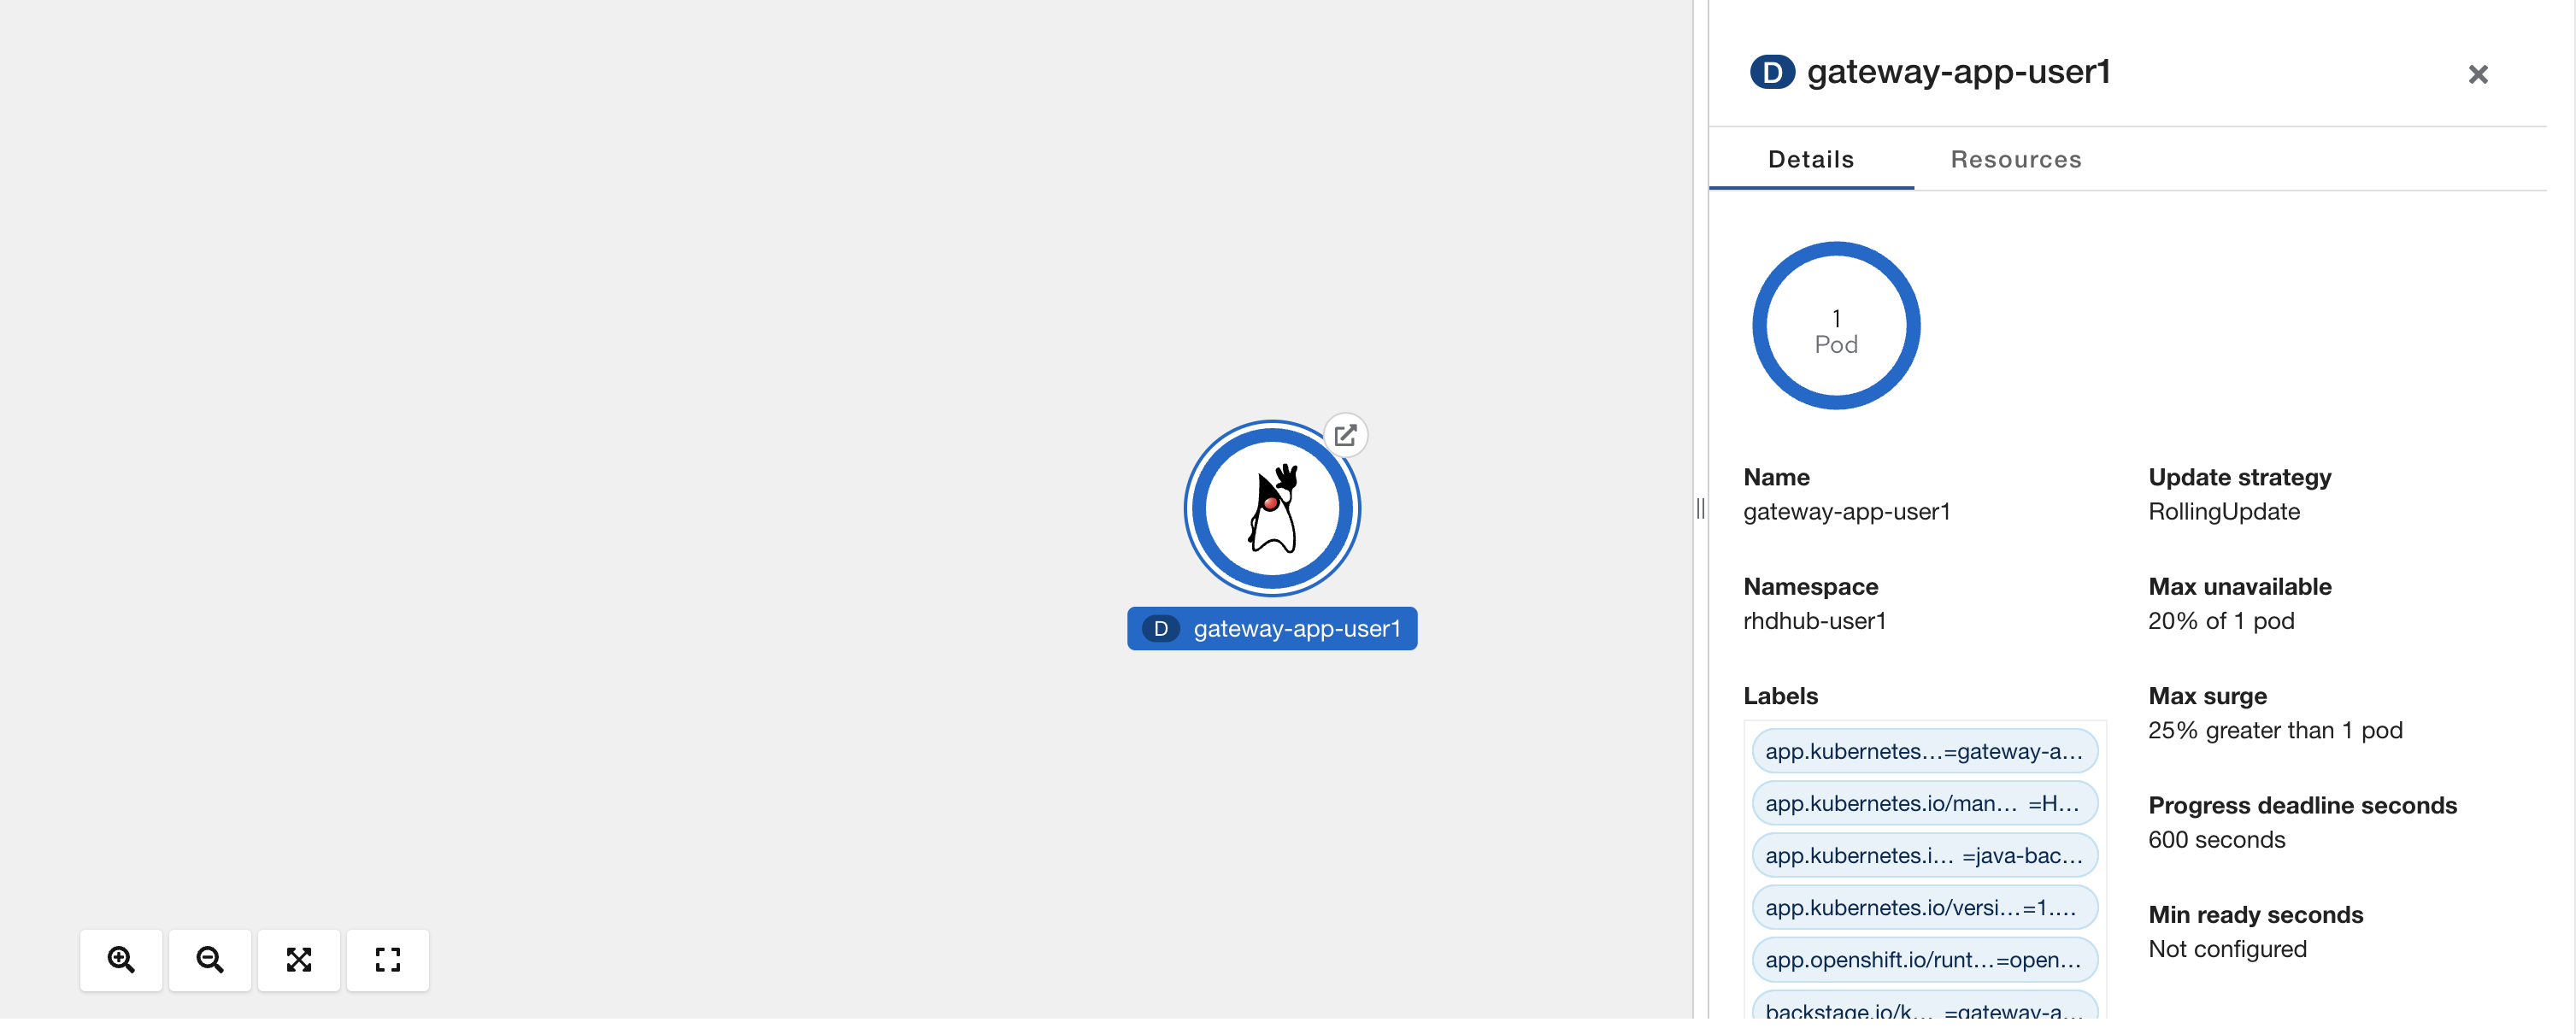 D gateway-app-user1
D gateway-app-user1
Details
Resources
1
Pod
Name
gateway-app-user1
Namespace
rhdhub-user1
Labels
app.kubernetes...=gateway-a...
app.kubernetes.io/man... =H...
app.kubernetes.i... =java-bac...
app.kubernetes.io/versi...=1....
app.openshift.io/runt...=open...
backstage.io/k... =gateway-a...
Update strategy
RollingUpdate
Max unavailable
20% of 1 pod
Max surge
25% greater than 1 pod
Progress deadline seconds
600 seconds
Min ready seconds
Not configured